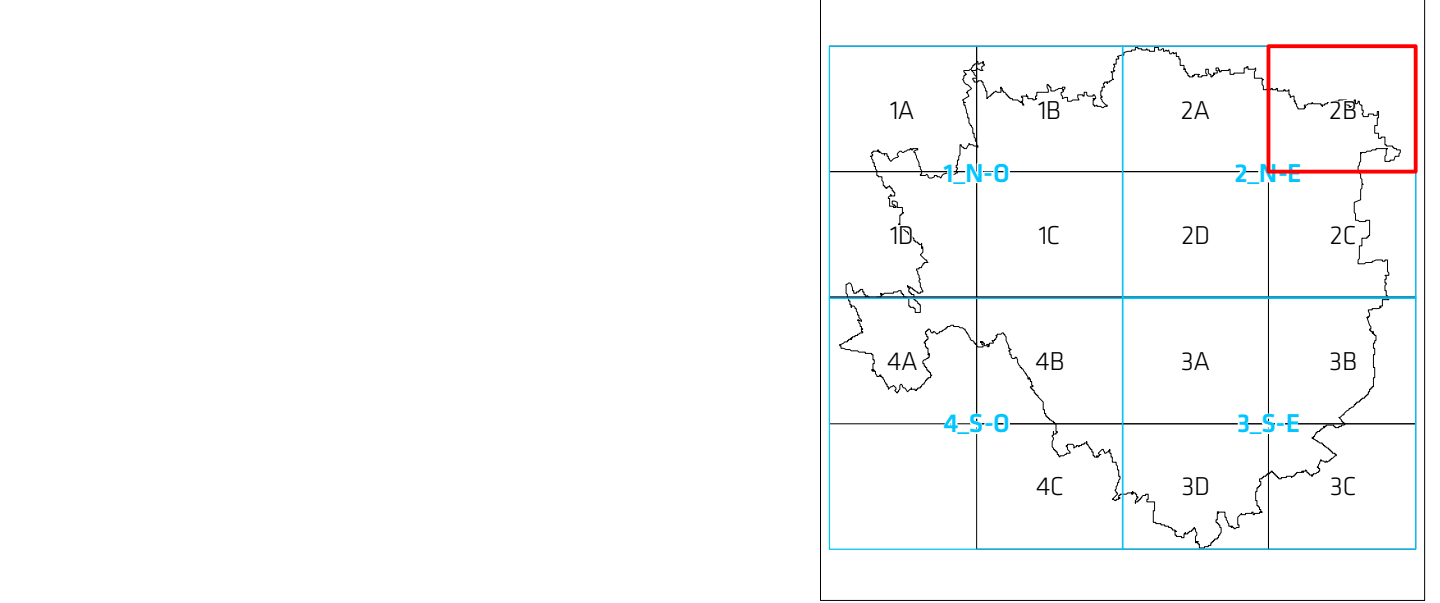 1A 1B 2A 2B
1_N-O 2_N-E
1D 1C 2D 2C
4A 4B 3A 3B
4_S-O 3_S-E
4C 3D 3C